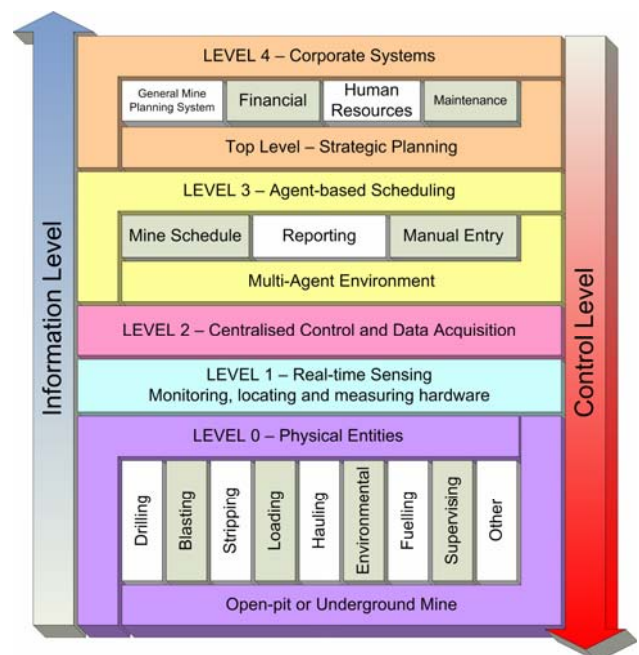 LEVEL 4 – Corporate Systems
General Mine
Planning System
Financial
Human
Resources
Maintenance
Top Level – Strategic Planning
LEVEL 3 – Agent-based Scheduling
Mine Schedule
Reporting
Manual Entry
Multi-Agent Environment
LEVEL 2 – Centralised Control and Data Acquisition
LEVEL 1 – Real-time Sensing
Monitoring, locating and measuring hardware
LEVEL 0 – Physical Entities
Drilling
Blasting
Stripping
Loading
Hauling
Environmental
Fuelling
Supervising
Other
Open-pit or Underground Mine
Information Level
Control Level